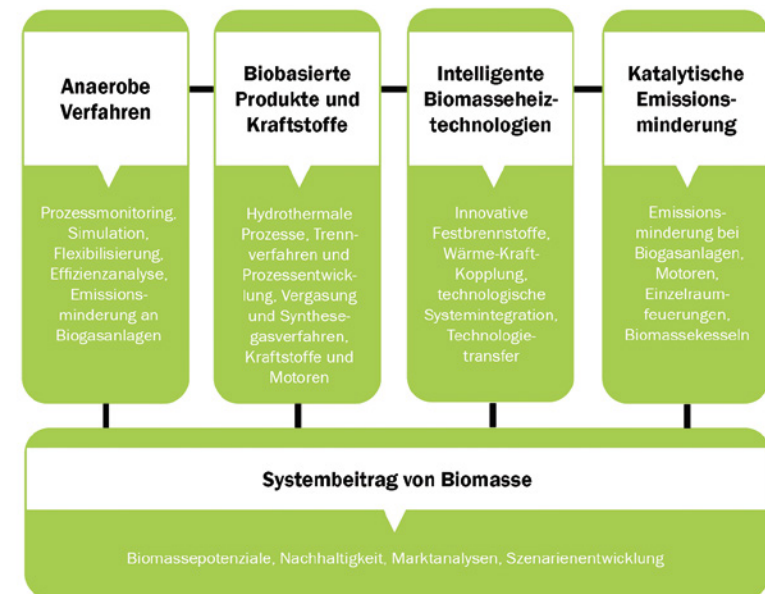 Anaerobe
Verfahren
Prozessmonitoring,
Simulation,
Flexibilisierung,
Effizienzanalyse,
Emissions-
minderung an
Biogasanlagen
Biobasierte
Produkte und
Kraftstoffe
Hydrothermale
Prozesse, Trenn-
verfahren und
Prozessentwick-
lung, Vergasung
und Synthese-
gasverfahren,
Kraftstoffe und
Motoren
Intelligente
Biomasseheiz-
technologien
Innovative
Festbrennstoffe,
Wärme-Kraft-
Kopplung,
technologische
Systemintegration,
Technologie-
transfer
Katalytische
Emissions-
minderung
Emissions-
minderung bei
Biogasanlagen,
Motoren,
Einzelraum-
feuerungen,
Biomassekesseln
Systembeitrag von Biomasse
Biomassepotenziale, Nachhaltigkeit, Marktanalysen, Szenarienentwicklung